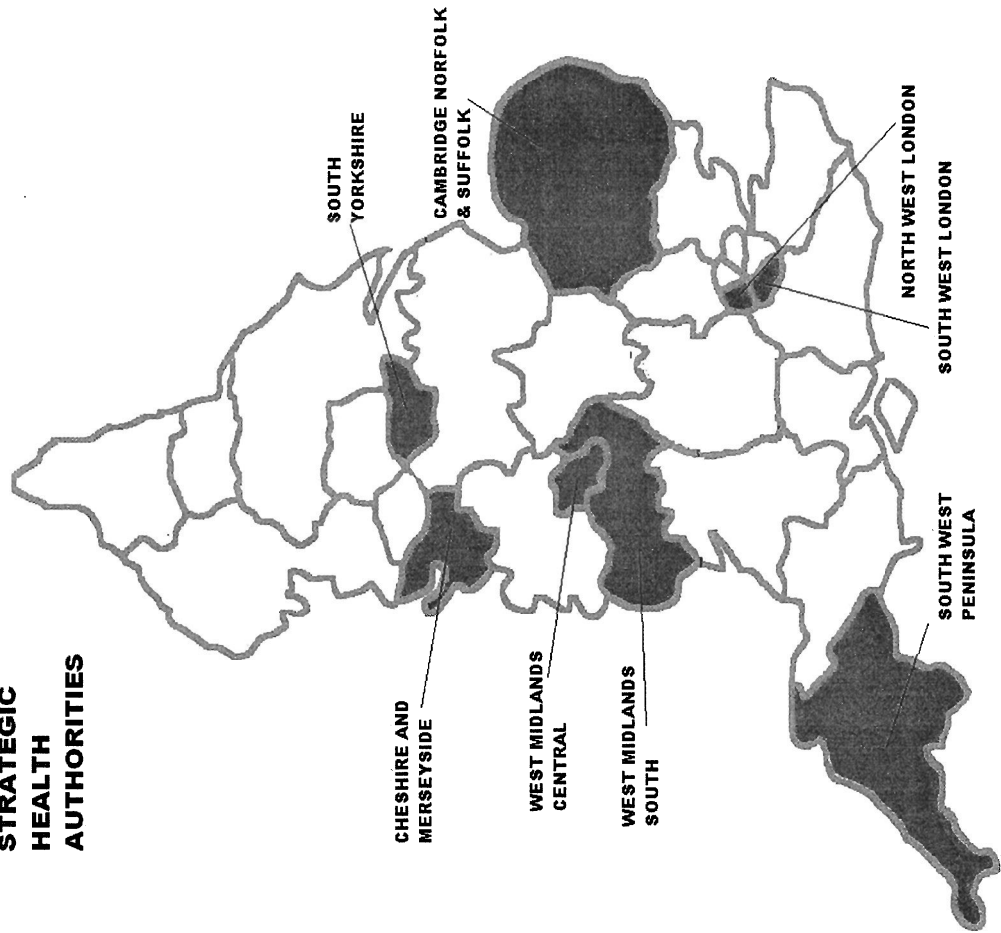 STRATEGIC
HEALTH
AUTHORITIES
SOUTH
YORKSHIRE
CAMBRIDGE NORFOLK
& SUFFOLK
CHESHIRE AND
MERSEYSIDE
WEST MIDLANDS
CENTRAL
WEST MIDLANDS
SOUTH
NORTH WEST LONDON
SOUTH WEST LONDON
SOUTH WEST
PENINSULA